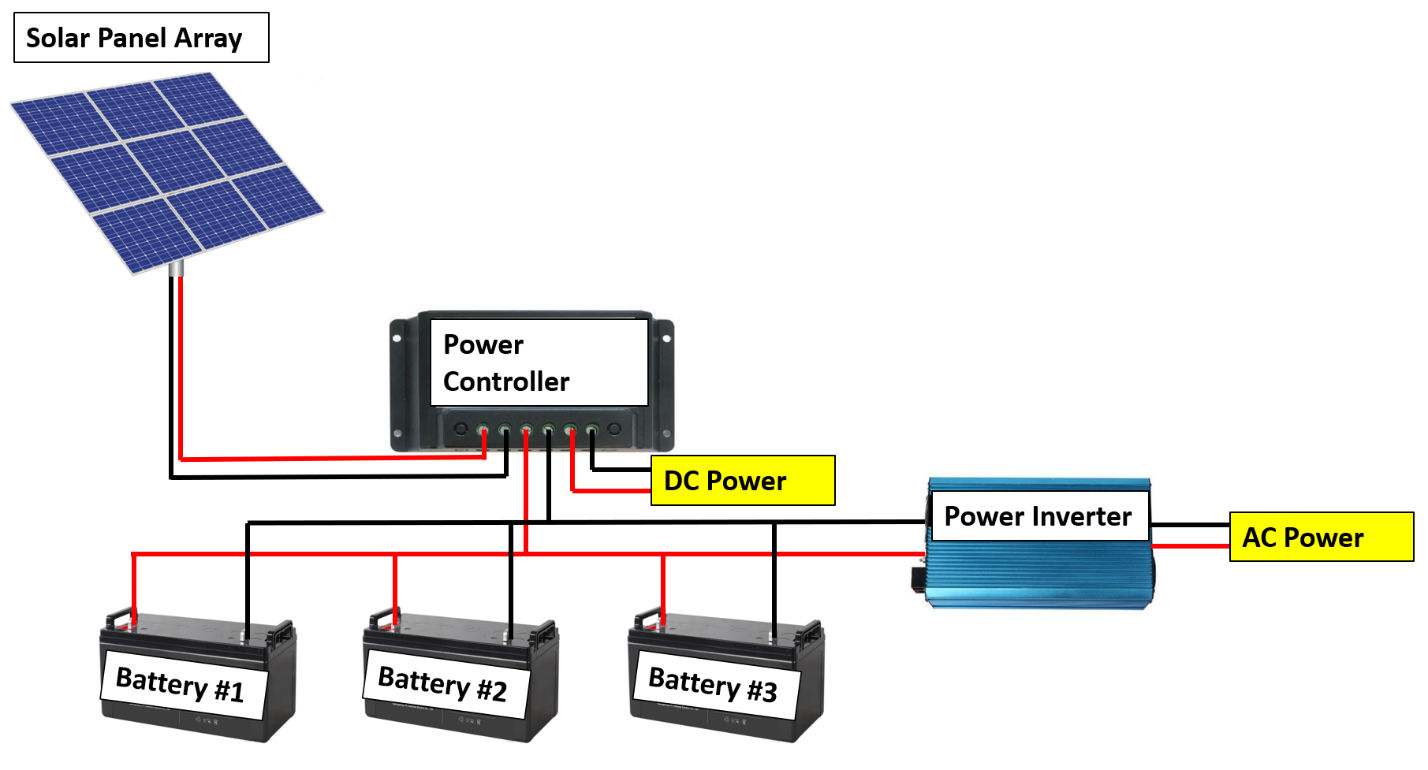 Solar Panel Array
Power
Controller
DC Power
Power Inverter
AC Power
Battery #1
Battery #2
Battery #3